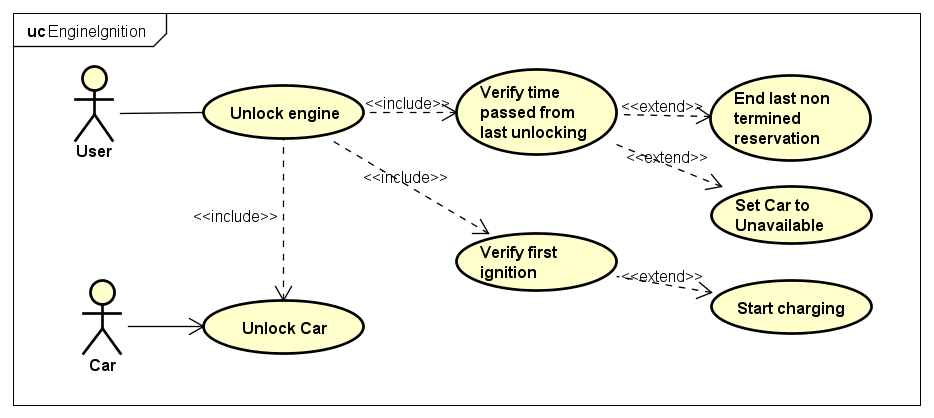 uc EngineIgnition
User
Unlock engine
<<include>>
Verify time
passed from
last unlocking
<<extend>>
End last non
termined
reservation
<<extend>>
Set Car to
Unavailable
<<include>>
<<include>>
Verify first
ignition
<<extend>>
Start charging
Car
Unlock Car